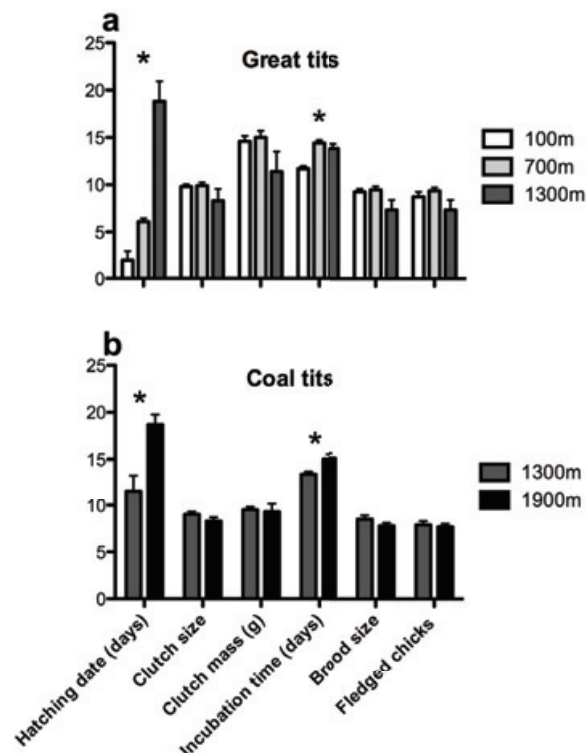 a
Great tits
25
20
15
10
5
0
*
*
100m
700m
1300m
b
Coal tits
25
20
15
10
5
0
*
*
1300m
1900m
Hatching date (days)
Clutch size
Clutch mass (g)
Incubation time (days)
Brood size
Fledged chicks